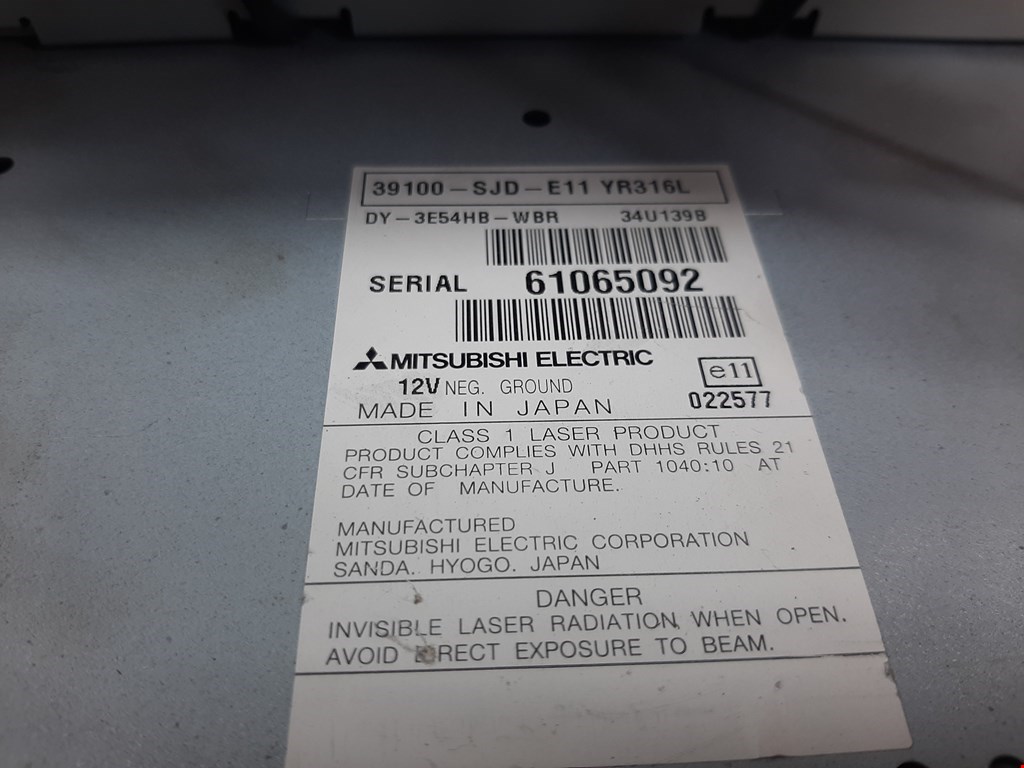 39100-SJD-E11 YR316L
DY-3E54HB-WBR 34U139B
SERIAL 61065092
MITSUBISHI ELECTRIC
e11
12V NEG. GROUND
022577
MADE IN JAPAN
CLASS 1 LASER PRODUCT
PRODUCT COMPLIES WITH DHHS RULES 21
CFR SUBCHAPTER J PART 1040:10 AT
DATE OF MANUFACTURE.
MANUFACTURED
MITSUBISHI ELECTRIC CORPORATION
SANDA. HYOGO. JAPAN
DANGER
INVISIBLE LASER RADIATION WHEN OPEN.
AVOID DIRECT EXPOSURE TO BEAM.